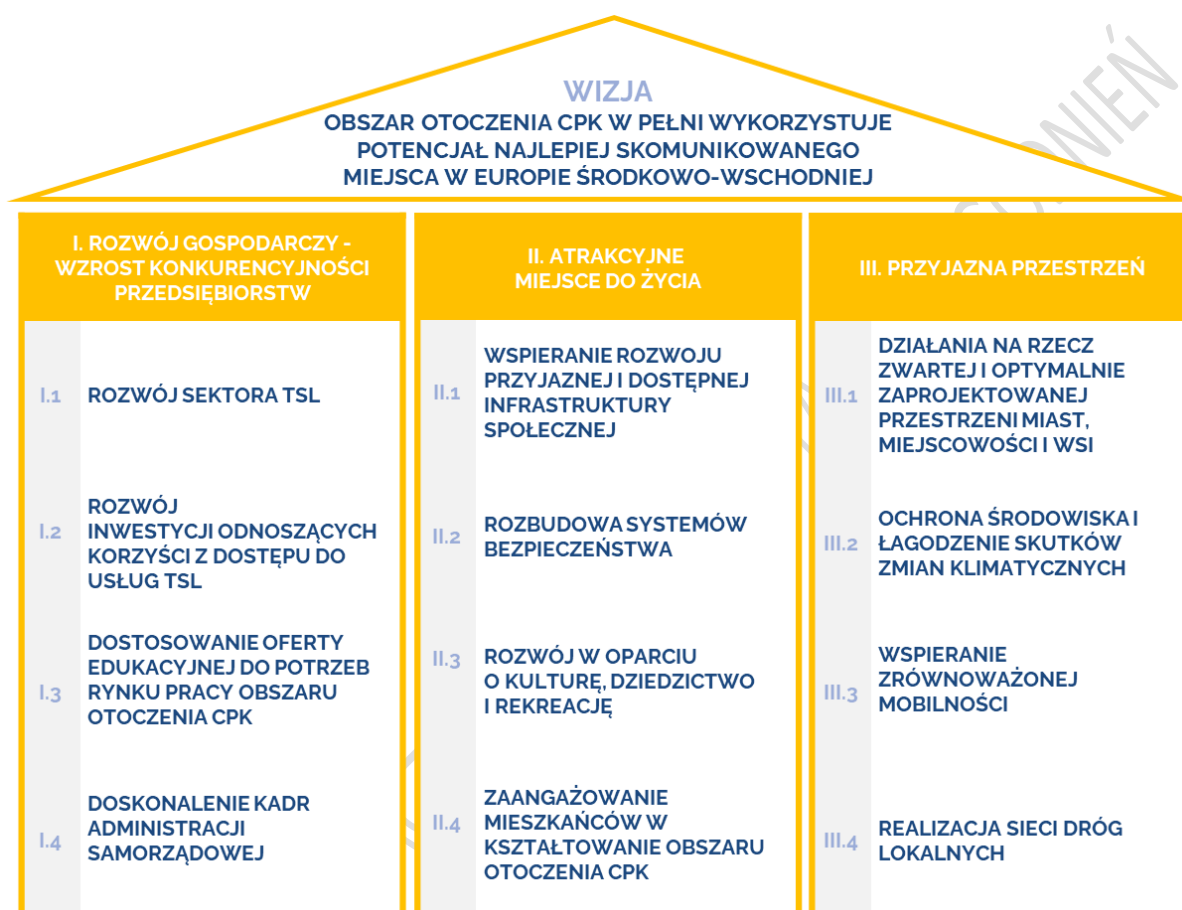 WIZJA
OBSZAR OTOCZENIA CPK W PEŁNI WYKORZYSTUJE
POTENCJAŁ NAJLEPIEJ SKOMUNIKOWANEGO
MIEJSCA W EUROPIE ŚRODKOWO-WSCHODNIEJ
I. ROZWÓJ GOSPODARCZY -
WZROST KONKURENCYJNOŚCI
PRZEDSIĘBIORSTW
I.1
ROZWÓJ SEKTORA TSL
I.2
ROZWÓJ
INWESTYCJI ODNOSZĄCYCH
KORZYŚCI Z DOSTĘPU DO
USŁUG TSL
I.3
DOSTOSOWANIE OFERTY
EDUKACYJNEJ DO POTRZEB
RYNKU PRACY OBSZARU
OTOCZENIA CPK
I.4
DOSKONALENIE KADR
ADMINISTRACJI
SAMORZĄDOWEJ
II. ATRAKCYJNE
MIEJSCE DO ŻYCIA
II.1
WSPIERANIE ROZWOJU
PRZYJAZNEJ I DOSTĘPNEJ
INFRASTRUKTURY
SPOŁECZNEJ
II.2
ROZBUDOWA SYSTEMÓW
BEZPIECZEŃSTWA
II.3
ROZWÓJ W OPARCIU
O KULTURĘ, DZIEDZICTWO
I REKREACJĘ
II.4
ZAANGAŻOWANIE
MIESZKAŃCÓW W
KSZTAŁTOWANIE OBSZARU
OTOCZENIA CPK
III. PRZYJAZNA PRZESTRZEŃ
III.1
DZIAŁANIA NA RZECZ
ZWARTEJ I OPTYMALNIE
ZAPROJEKTOWANEJ
PRZESTRZENI MIAST,
MIEJSCOWOŚCI I WSI
III.2
OCHRONA ŚRODOWISKA I
ŁAGODZENIE SKUTKÓW
ZMIAN KLIMATYCZNYCH
III.3
WSPIERANIE
ZRÓWNOWAŻONEJ
MOBILNOŚCI
III.4
REALIZACJA SIECI DRÓG
LOKALNYCH